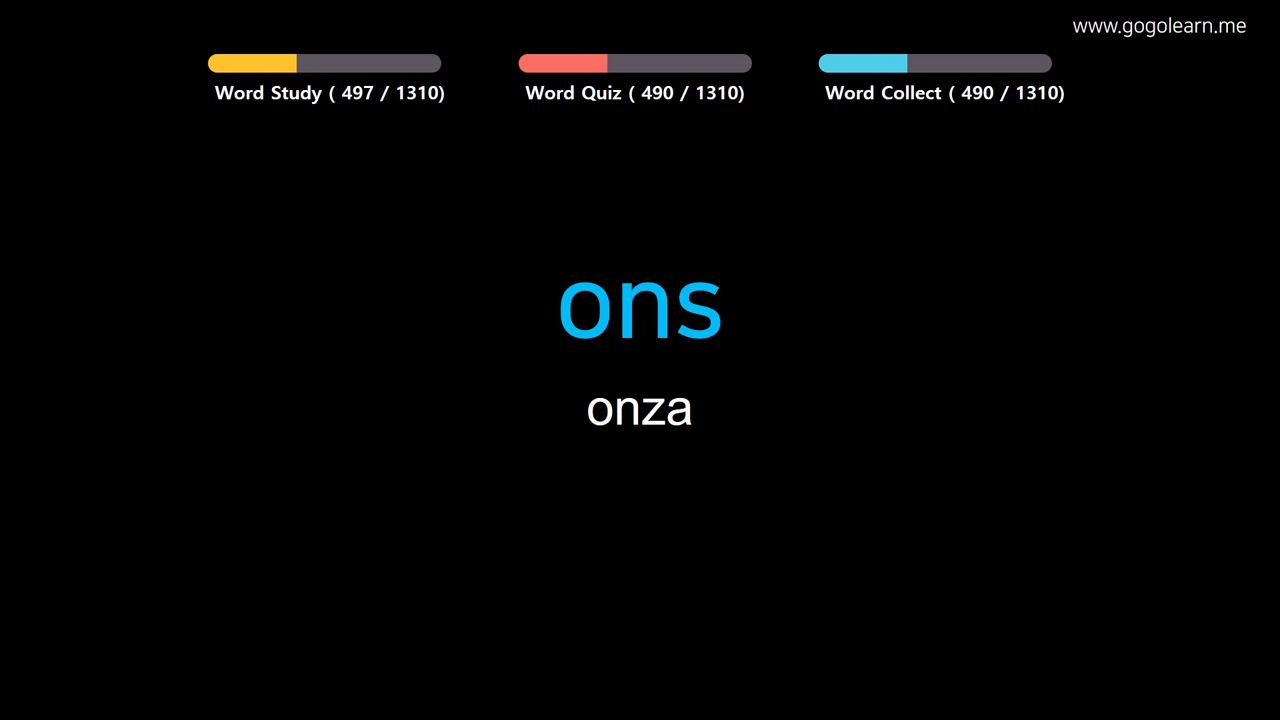 www.gogolearn.me
Word Study ( 497 / 1310)
Word Quiz ( 490 / 1310)
Word Collect ( 490 / 1310)
ons
onza